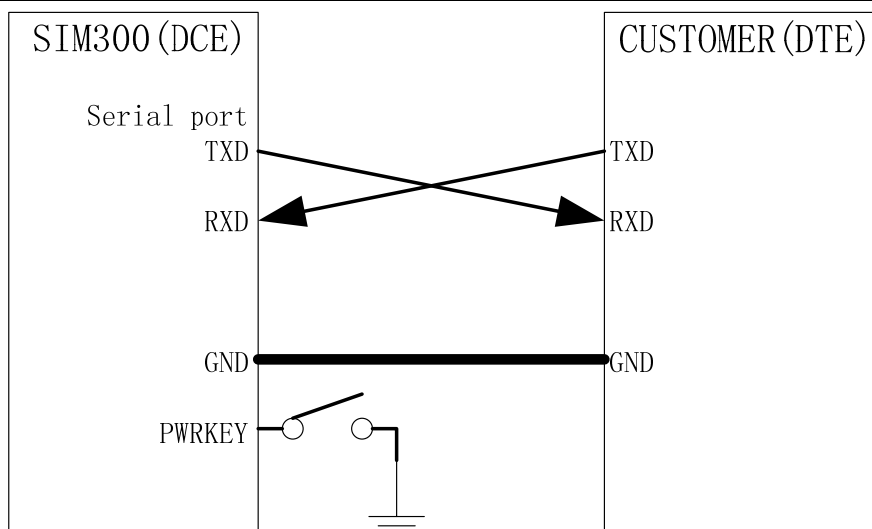 SIM300(DCE)
CUSTOMER(DTE)
Serial port
TXD
TXD
RXD
RXD
GND
GND
PWRKEY